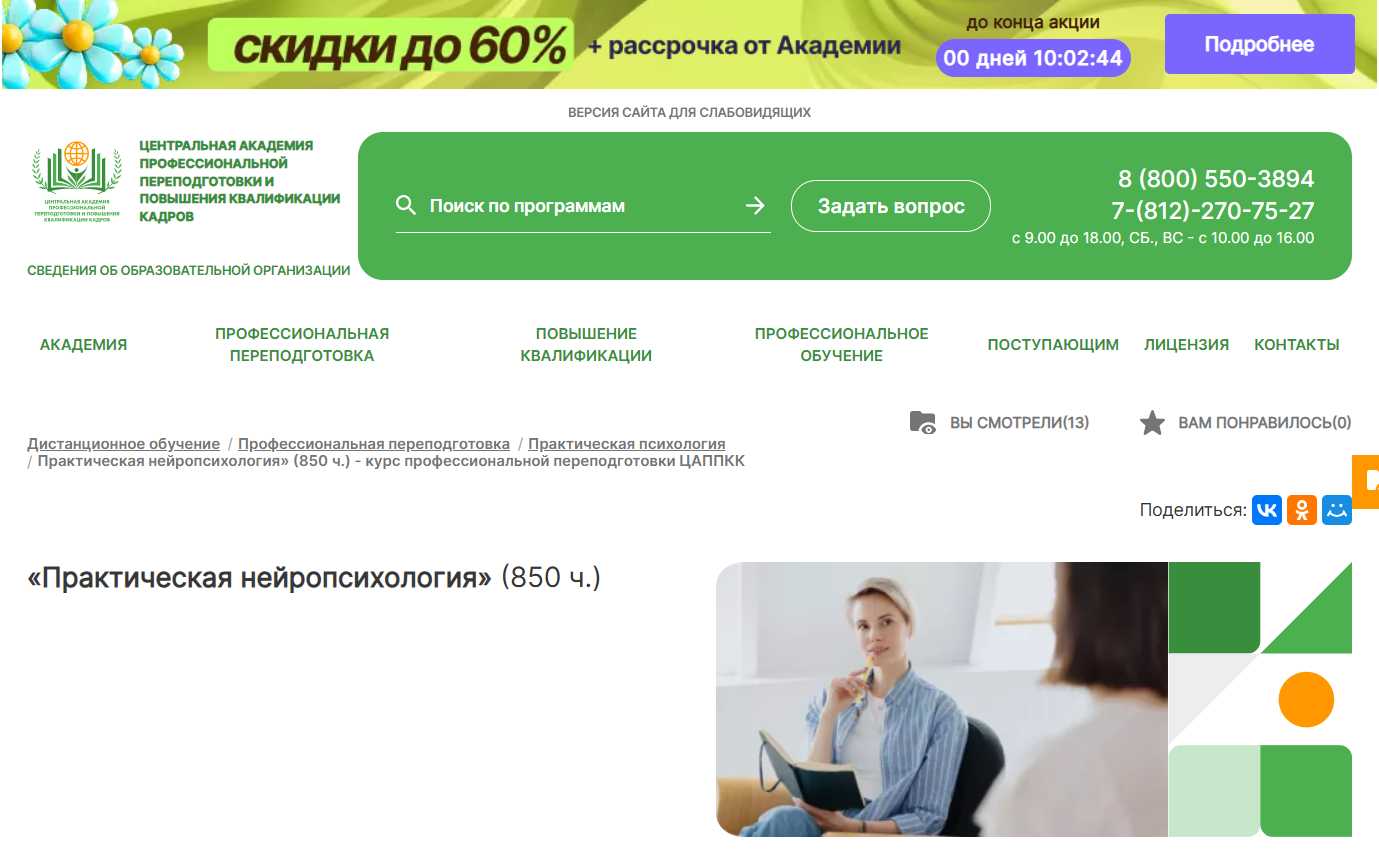 скидки до 60% + рассрочка от Академии
до конца акции
00 дней 10:02:44
Подробнее
ВЕРСИЯ САЙТА ДЛЯ СЛАБОВИДЯЩИХ
ЦЕНТРАЛЬНАЯ АКАДЕМИЯ
ПРОФЕССИОНАЛЬНОЙ
ПЕРЕПОДГОТОВКИ И ПОВЫШЕНИЯ
КВАЛИФИКАЦИИ КАДРОВ
ЦЕНТРАЛЬНАЯ АКАДЕМИЯ
ПРОФЕССИОНАЛЬНОЙ
ПЕРЕПОДГОТОВКИ И
ПОВЫШЕНИЯ КВАЛИФИКАЦИИ
КАДРОВ
СВЕДЕНИЯ ОБ ОБРАЗОВАТЕЛЬНОЙ ОРГАНИЗАЦИИ
Поиск по программам
Задать вопрос
8 (800) 550-3894
7-(812)-270-75-27
с 9.00 до 18.00, СБ., ВС - с 10.00 до 16.00
АКАДЕМИЯ
ПРОФЕССИОНАЛЬНАЯ
ПЕРЕПОДГОТОВКА
ПОВЫШЕНИЕ
КВАЛИФИКАЦИИ
ПРОФЕССИОНАЛЬНОЕ
ОБУЧЕНИЕ
ПОСТУПАЮЩИМ
ЛИЦЕНЗИЯ
КОНТАКТЫ
ВЫ СМОТРЕЛИ(13)
ВАМ ПОНРАВИЛОСЬ(0)
Дистанционное обучение / Профессиональная переподготовка / Практическая психология
/ Практическая нейропсихология» (850 ч.) - курс профессиональной переподготовки ЦАППКК
Поделиться:
«Практическая нейропсихология» (850 ч.)